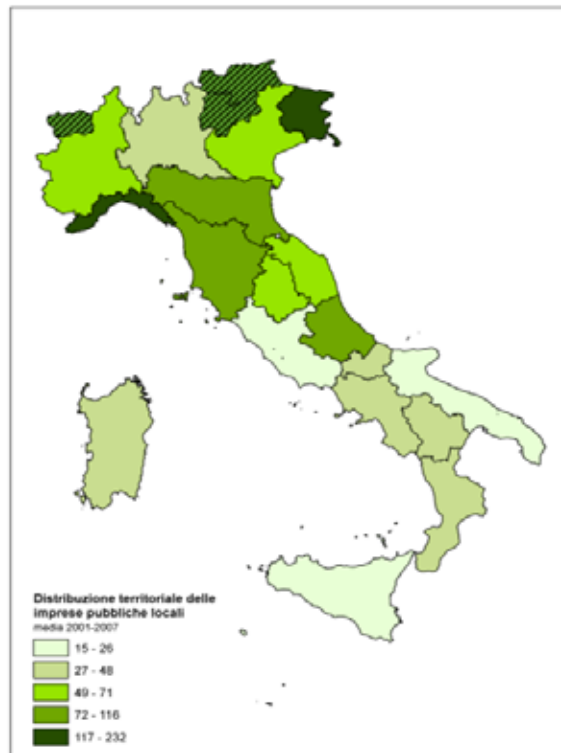 Distribuzione territoriale delle
imprese pubbliche locali
media 2001-2007
15 - 26
27 - 48
49 - 71
72 - 116
117 - 232